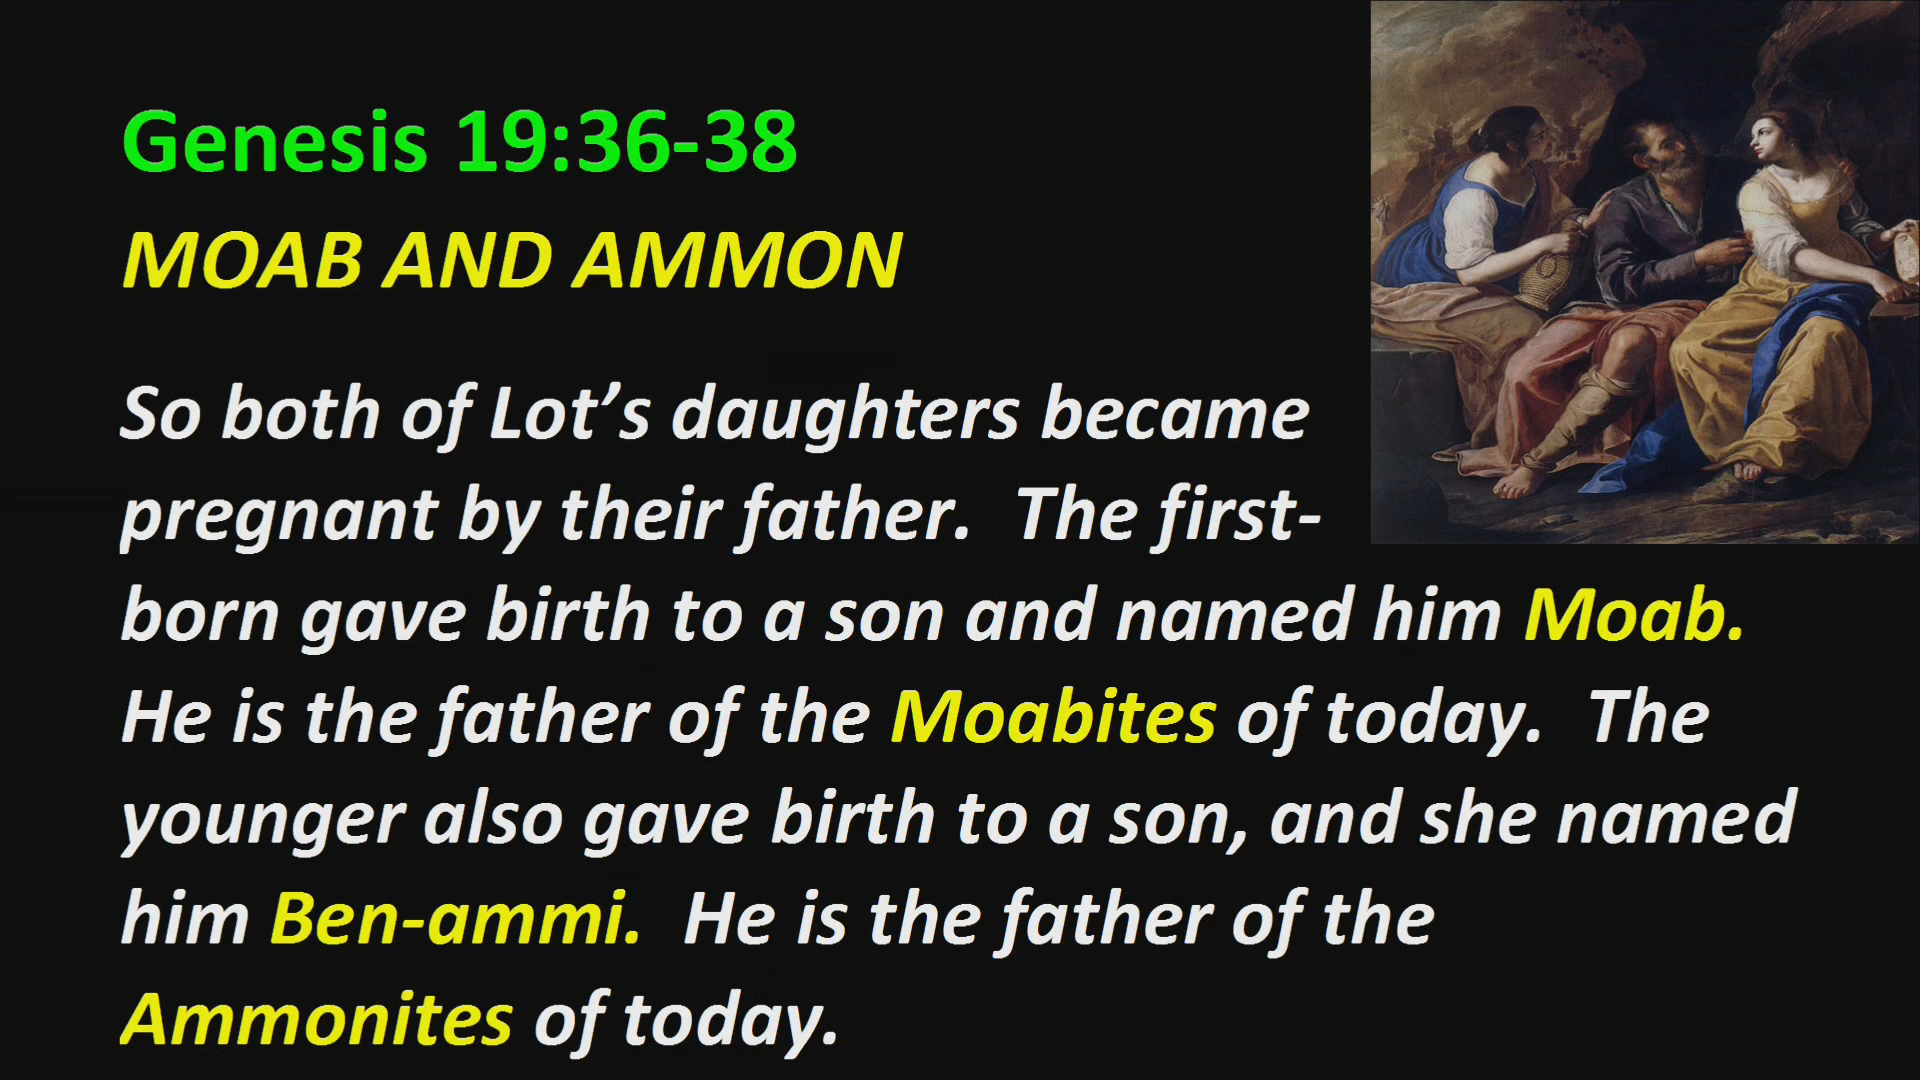 Genesis 19:36-38
MOAB AND AMMON
So both of Lot’s daughters became
pregnant by their father.  The first-
born gave birth to a son and named him Moab.
He is the father of the Moabites of today.  The
younger also gave birth to a son, and she named
him Ben-ammi.  He is the father of the
Ammonites of today.